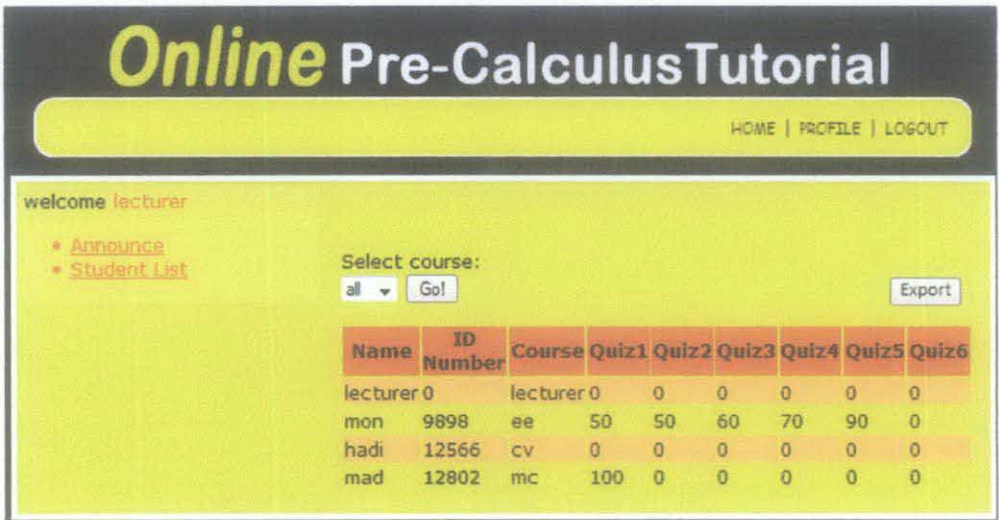 Online Pre-CalculusTutorial
HOME | PROFILE | LOGOUT
welcome lecturer
• Announce
• Student List
Select course:
all Go! Export
Name ID Number Course Quiz1 Quiz2 Quiz3 Quiz4 Quiz5 Quiz6
lecturer 0 lecturer 0 0 0 0 0 0
mon 9898 ee 50 50 60 70 90 0
hadi 12566 cv 0 0 0 0 0 0
mad 12802 mc 100 0 0 0 0 0